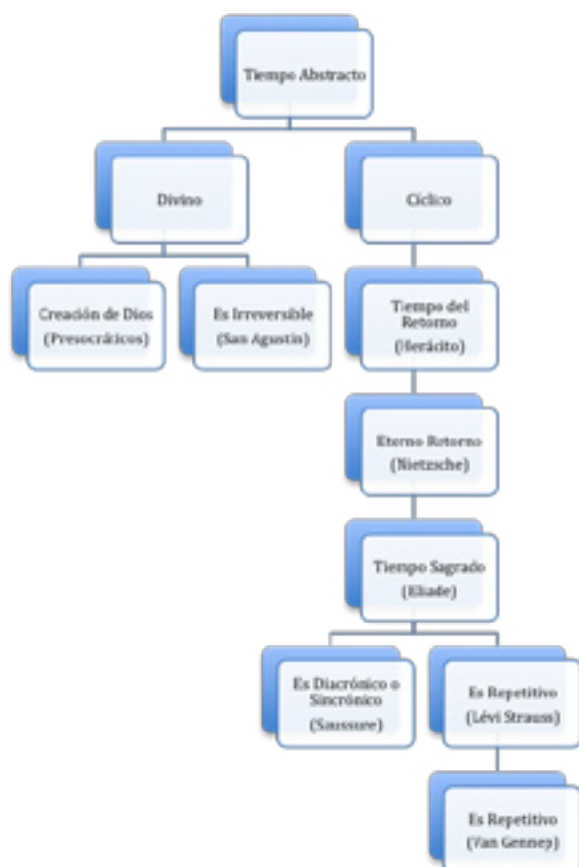 Tiempo Abstracto
Divino
Cíclico
Creación de Dios
(Presocráticos)
Es Irreversible
(San Agustín)
Tiempo del
Retorno
(Herácito)
Eterno Retorno
(Nietzsche)
Tiempo Sagrado
(Eliade)
Es Diacrónico o
Sincrónico
(Saussure)
Es Repetitivo
(Lévi Strauss)
Es Repetitivo
(Van Gennep)